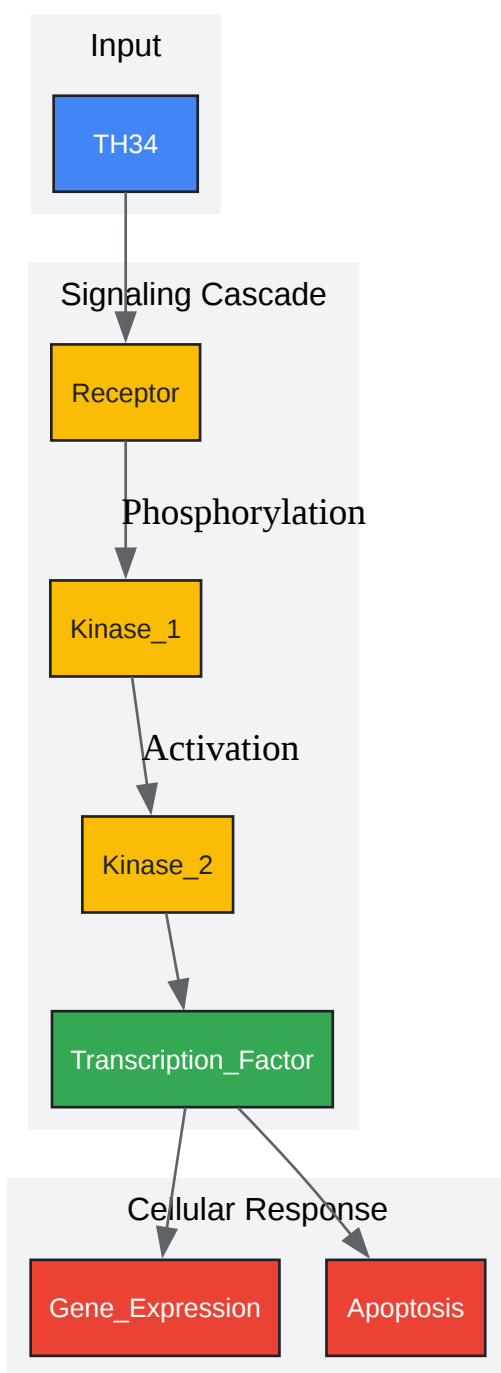 Input
TH34
Signaling Cascade
Receptor
Phosphorylation
Kinase_1
Activation
Kinase_2
Transcription_Factor
Cellular Response
Gene_Expression
Apoptosis